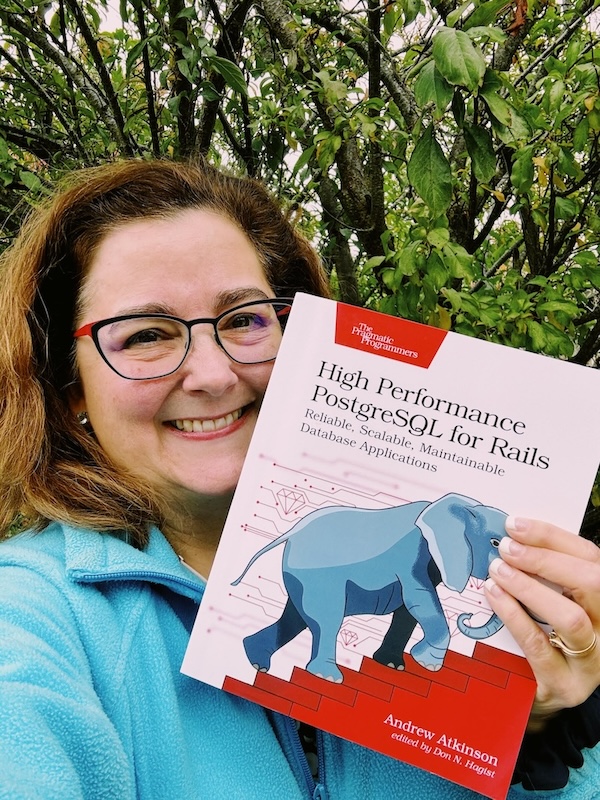 The
Pragmatic
Programmers
High Performance
PostgreSQL for Rails
Reliable, Scalable, Maintainable
Database Applications
Andrew Atkinson
edited by Don N. Hagist